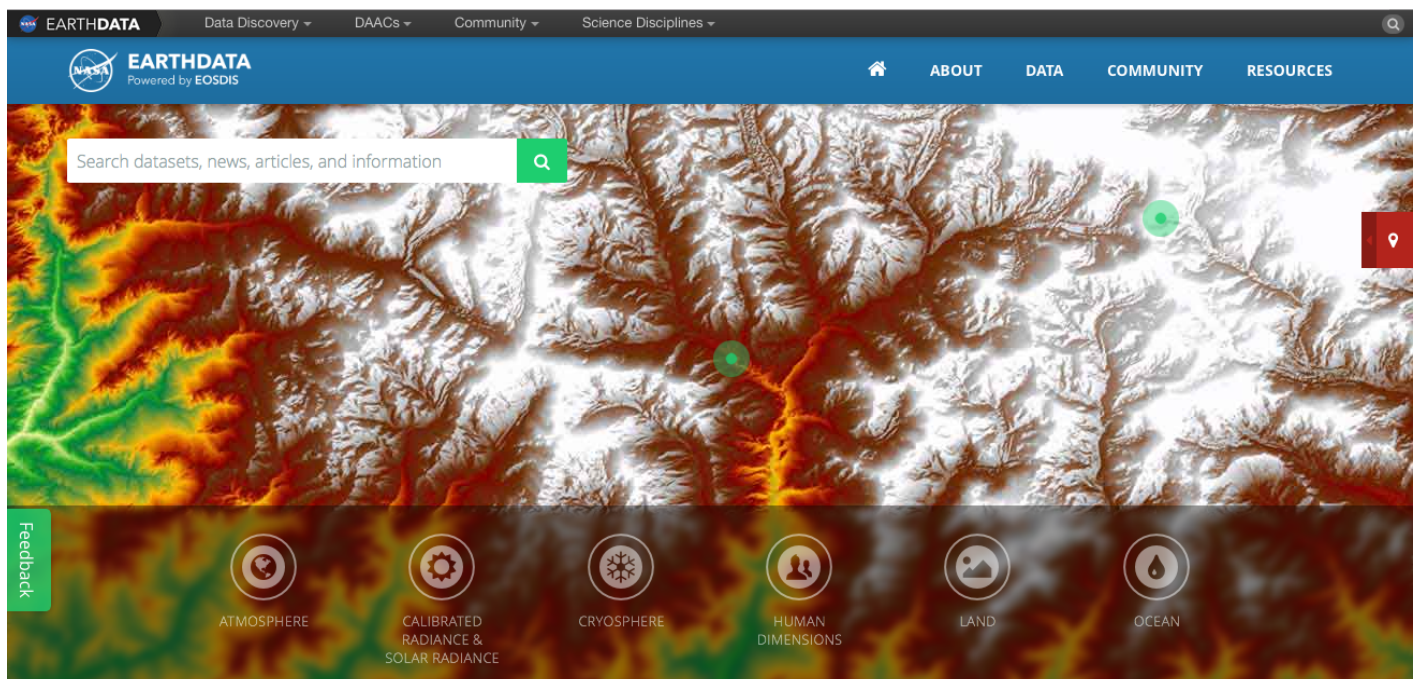 EARTHDATA Data Discovery DAACs Community Science Disciplines
NASA
EARTHDATA
Powered by EOSDIS
ABOUT DATA COMMUNITY RESOURCES
Search datasets, news, articles, and information
Feedback
ATMOSPHERE
CALIBRATED
RADIANCE &
SOLAR RADIANCE
CRYOSPHERE
HUMAN
DIMENSIONS
LAND
OCEAN